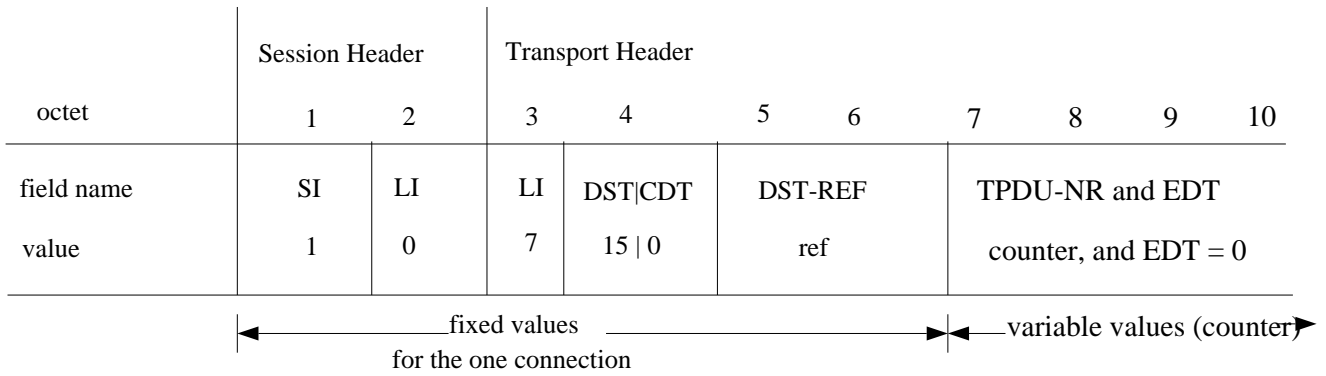 Session Header Transport Header
octet 1 2 3 4 5 6 7 8 9 10
field name SI LI LI DST|CDT DST-REF TPDU-NR and EDT
value 1 0 7 15 | 0 ref counter, and EDT = 0
fixed values variable values (counter)
for the one connection